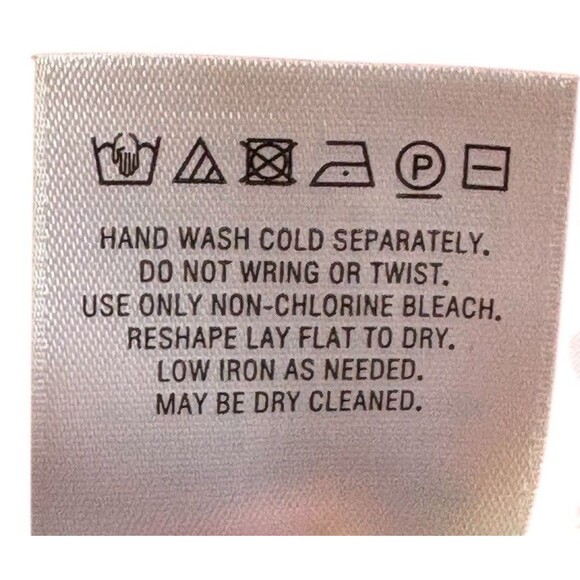 P
HAND WASH COLD SEPARATELY.
DO NOT WRING OR TWIST.
USE ONLY NON-CHLORINE BLEACH.
RESHAPE LAY FLAT TO DRY.
LOW IRON AS NEEDED.
MAY BE DRY CLEANED.